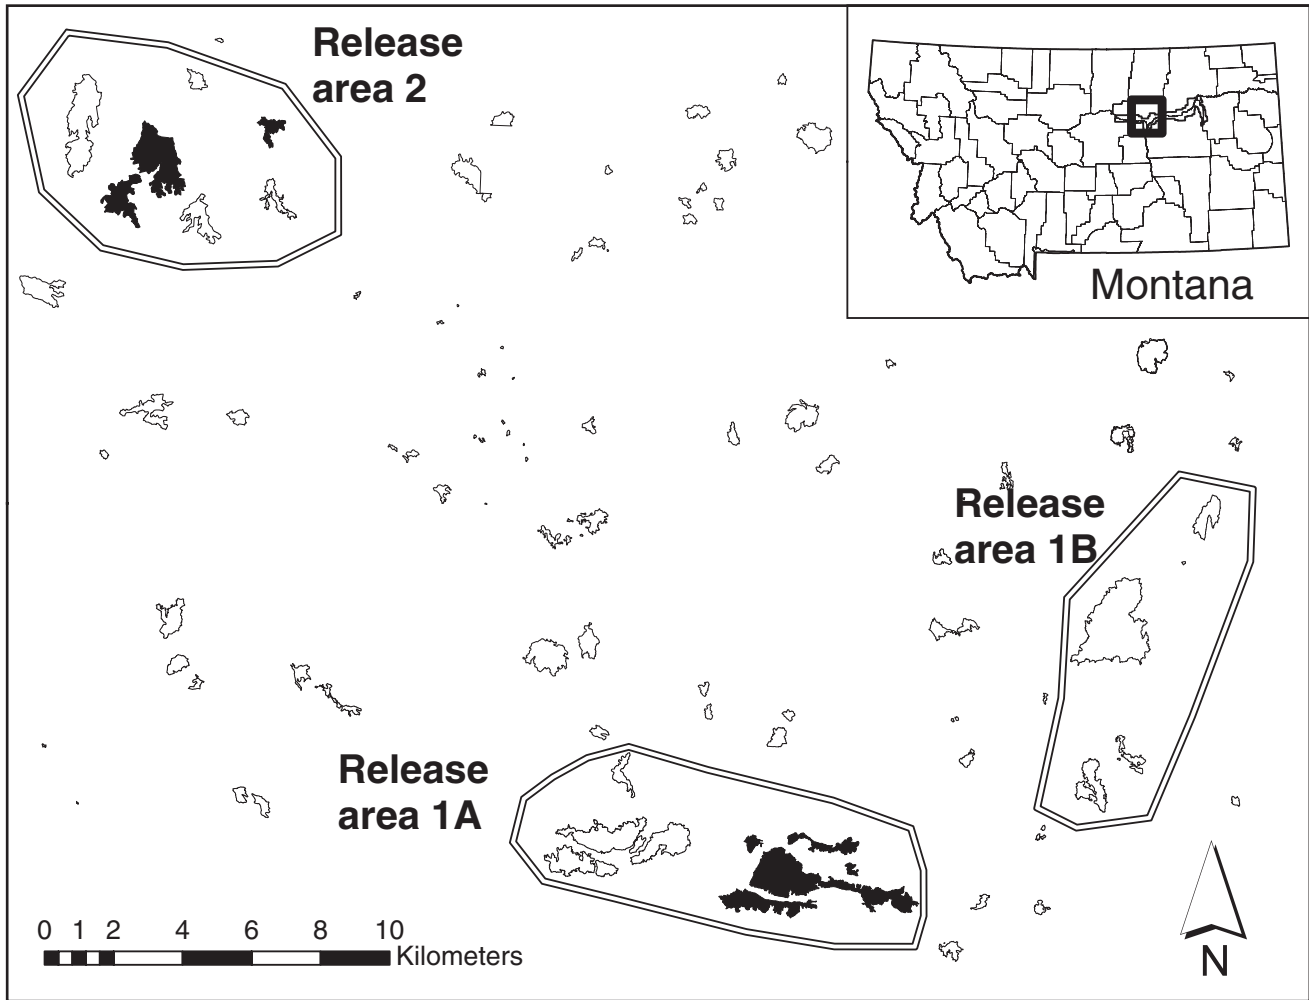 Release
area 2
Montana
Release
area 1B
Release
area 1A
0 1 2 4 6 8 10
Kilometers
N